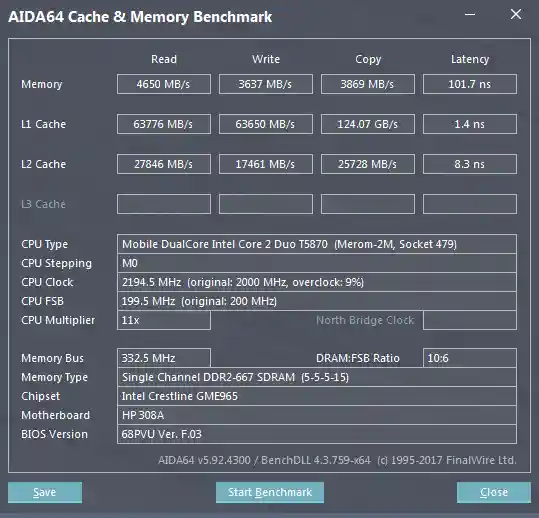 AIDA64 Cache & Memory Benchmark
Read Write Copy Latency
Memory 4650 MB/s 3637 MB/s 3869 MB/s 101.7 ns
L1 Cache 63776 MB/s 63650 MB/s 124.07 GB/s 1.4 ns
L2 Cache 27846 MB/s 17461 MB/s 25728 MB/s 8.3 ns
L3 Cache
CPU Type Mobile DualCore Intel Core 2 Duo T5870 (Merom-2M, Socket 479)
CPU Stepping M0
CPU Clock 2194.5 MHz (original: 2000 MHz, overclock: 9%)
CPU FSB 199.5 MHz (original: 200 MHz)
CPU Multiplier 11x North Bridge Clock
Memory Bus 332.5 MHz DRAM:FSB Ratio 10:6
Memory Type Single Channel DDR2-667 SDRAM (5-5-5-15)
Chipset Intel Crestline GME965
Motherboard HP 308A
BIOS Version 68PVU Ver. F.03
AIDA64 v5.92.4300 / BenchDLL 4.3.759-x64 (c) 1995-2017 FinalWire Ltd.
Save Start Benchmark Close